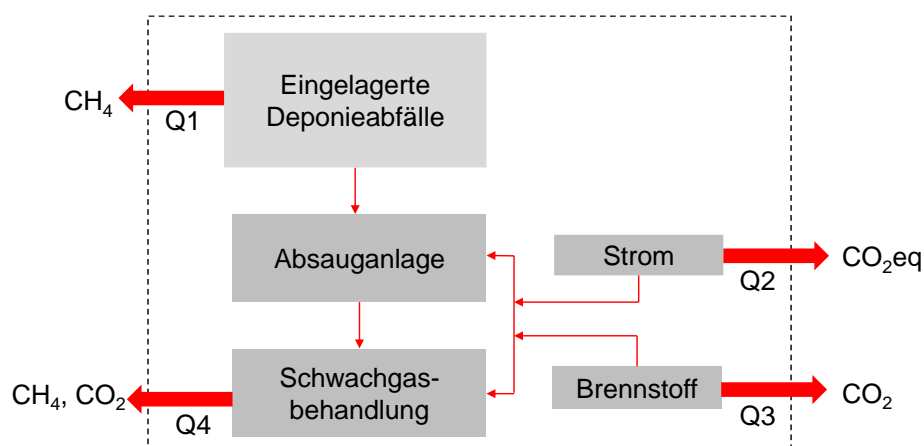 Eingelagerte
Deponieabfälle
CH₄
Q1
Absauganlage
Strom
CO₂eq
Q2
Schwachgas-
behandlung
Brennstoff
CH₄, CO₂
Q4
Q3
CO₂